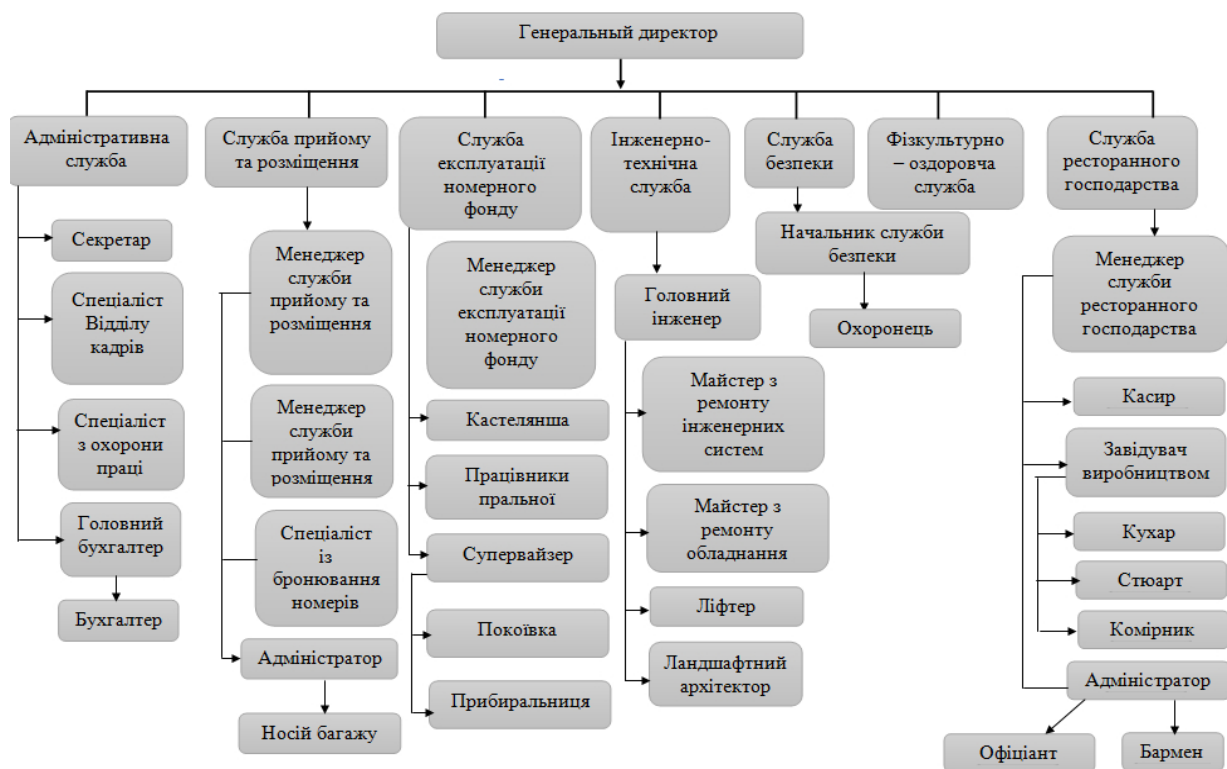 Генеральный директор
Адміністративна
служба
Секретар
Спеціаліст
Відділу
кадрів
Спеціаліст
з охорони
праці
Головний
бухгалтер
Бухгалтер
Служба прийому
та розміщення
Менеджер
служби
прийому та
розміщення
Менеджер
служби
прийому та
розміщення
Спеціаліст
із
бронювання
номерів
Адміністратор
Носій багажу
Служба
експлуатації
номерного
фонду
Менеджер
служби
експлуатації
номерного
фонду
Кастелянша
Працівники
пральної
Супервайзер
Покоївка
Прибиральниця
Інженерно-
технічна
служба
Головний
інженер
Майстер з
ремонту
інженерних
систем
Майстер з
ремонту
обладнання
Ліфтер
Ландшафтний
архітектор
Служба
безпеки
Начальник служби
безпеки
Охоронець
Фізкультурно
– оздоровча
служба
Служба
ресторанного
господарства
Менеджер
служби
ресторанного
господарства
Касир
Завідувач
виробництвом
Кухар
Стюарт
Комірник
Адміністратор
Офіціант
Бармен